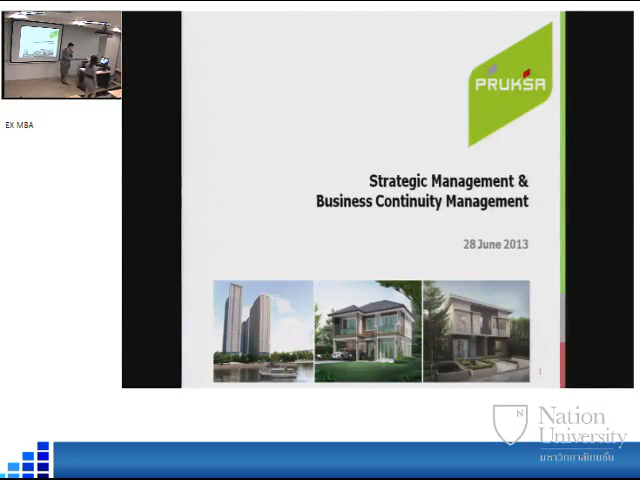 PRUKSA
EX MBA
Strategic Management &
Business Continuity Management
28 June 2013
N
Nation
University
มหาวิทยาลัยเนชั่น